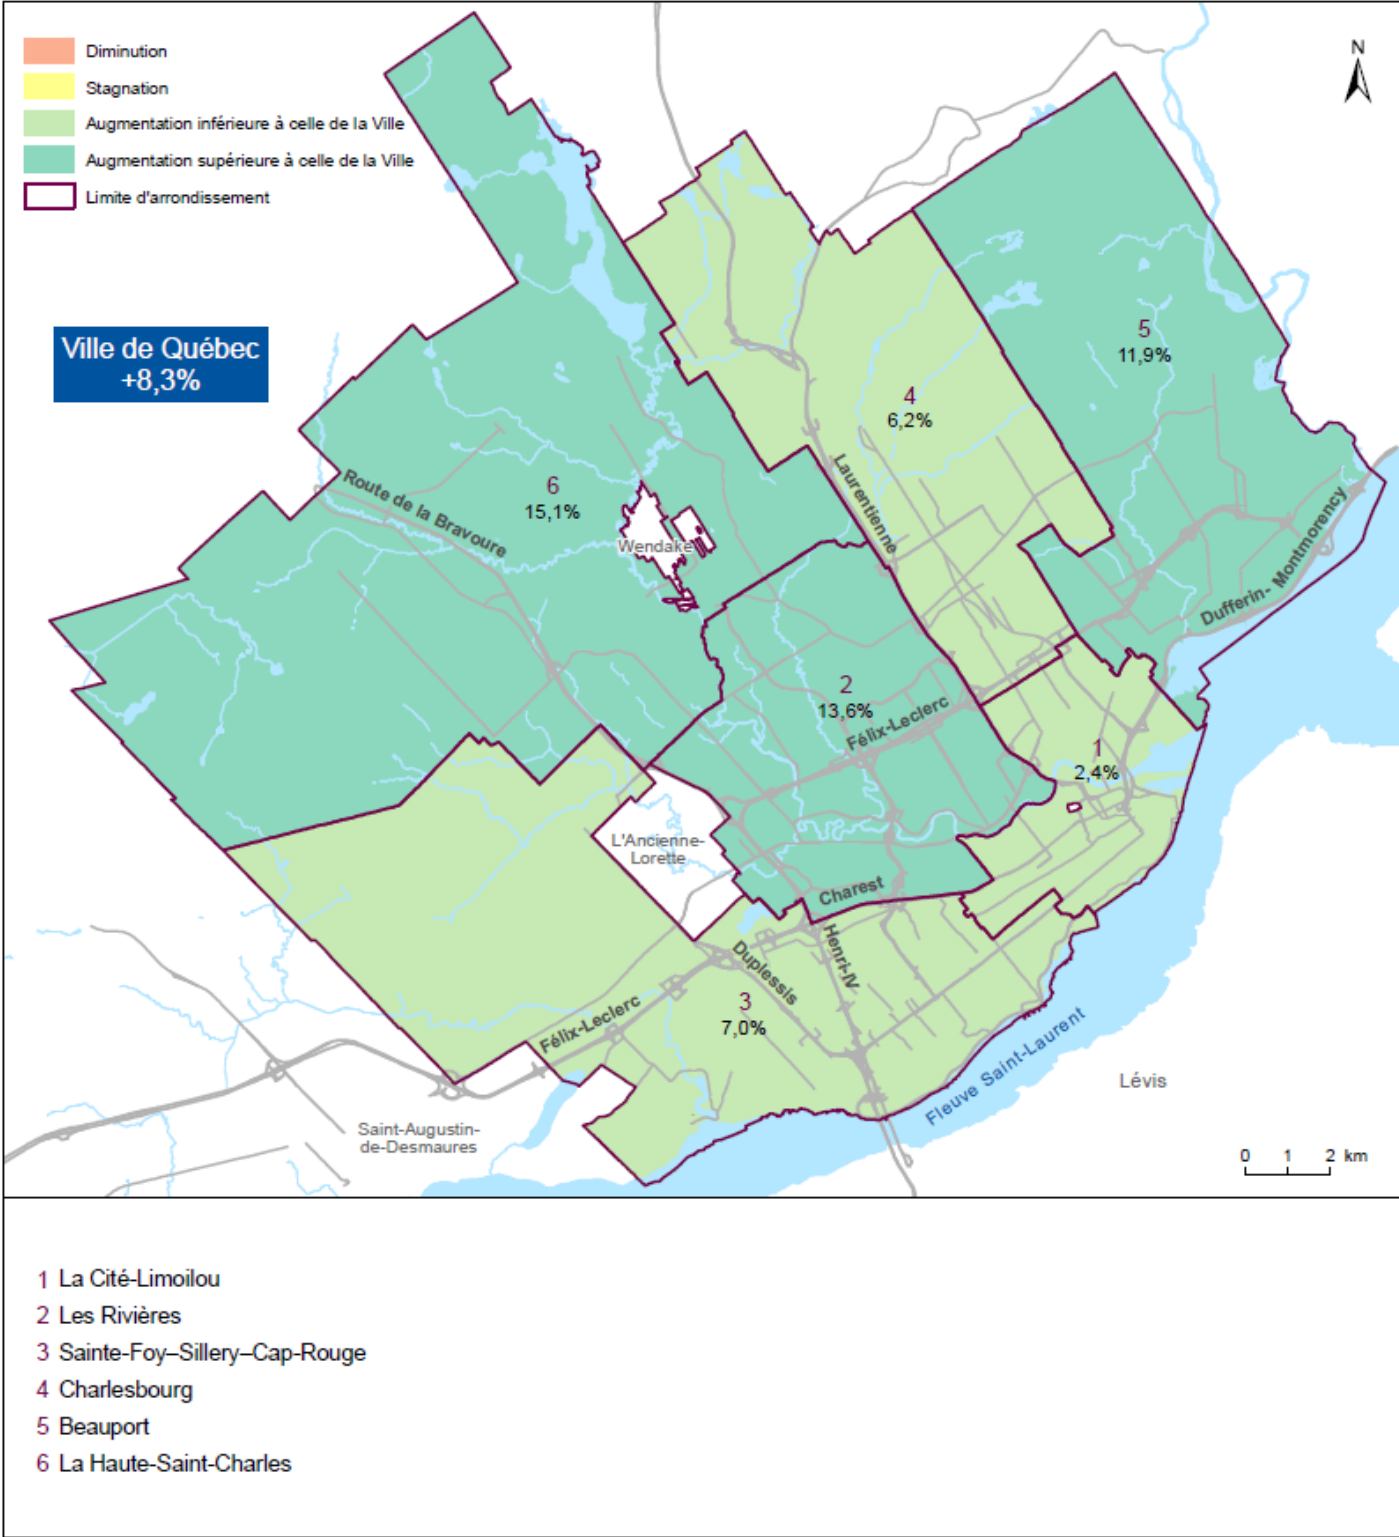 Diminution
Stagnation
Augmentation inférieure à celle de la Ville
Augmentation supérieure à celle de la Ville
Limite d'arrondissement
N
Ville de Québec
+8,3%
5
11,9%
4
6,2%
Laurentienne
6
15,1%
Route de la Bravoure
Wendake
Dufferin- Montmorency
2
13,6%
Félix-Leclerc
1
2,4%
L'Ancienne-
Lorette
Charest
Henri-IV
Duplessis
3
7,0%
Félix-Leclerc
Fleuve Saint-Laurent
Lévis
Saint-Augustin-
de-Desmaures
0 1 2 km
1 La Cité-Limoilou
2 Les Rivières
3 Sainte-Foy–Sillery–Cap-Rouge
4 Charlesbourg
5 Beauport
6 La Haute-Saint-Charles